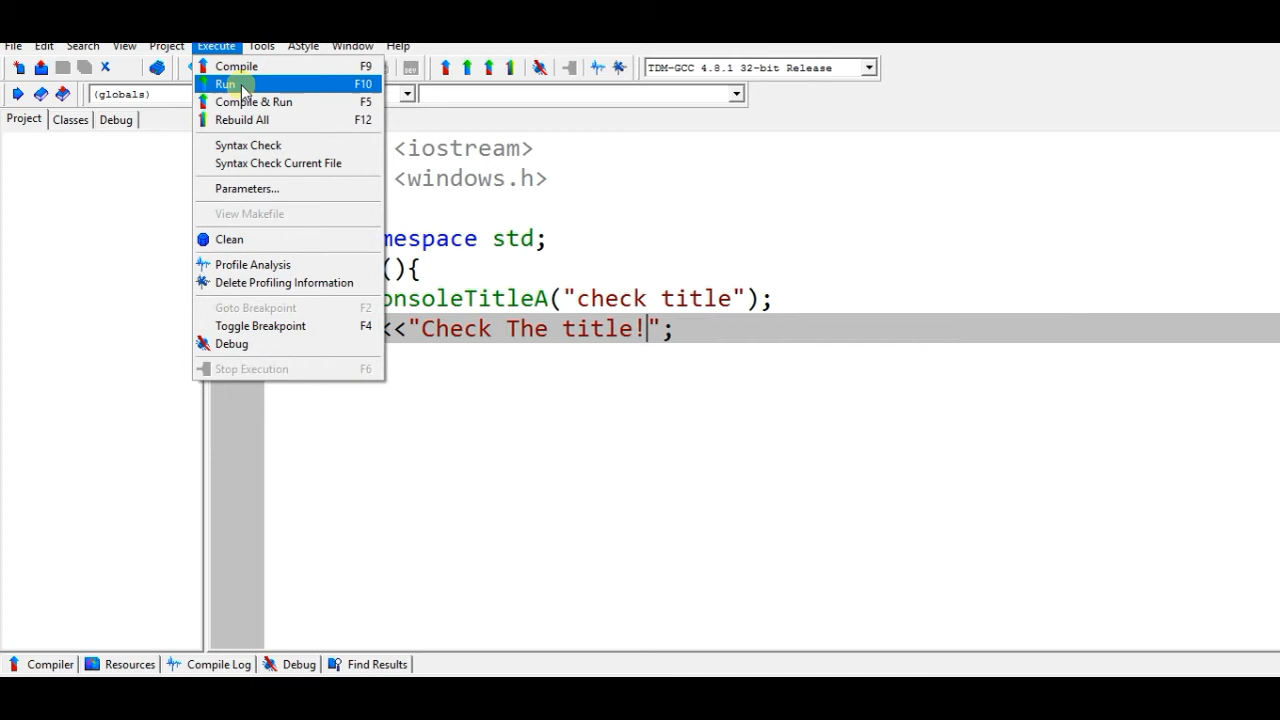 File Edit Search View Project Execute Tools AStyle Window Help
TDM-GCC 4.8.1 32-bit Release
(globals)
Project Classes Debug
Compile F9
Run F10
Compile & Run F5
Rebuild All F12
Syntax Check
Syntax Check Current File
Parameters...
View Makefile
Clean
Profile Analysis
Delete Profiling Information
Goto Breakpoint F2
Toggle Breakpoint F4
Debug
Stop Execution F6
<iostream>
<windows.h>
mespace std;
(){
onsoleTitleA("check title");
<<"Check The title!";
Compiler Resources Compile Log Debug Find Results